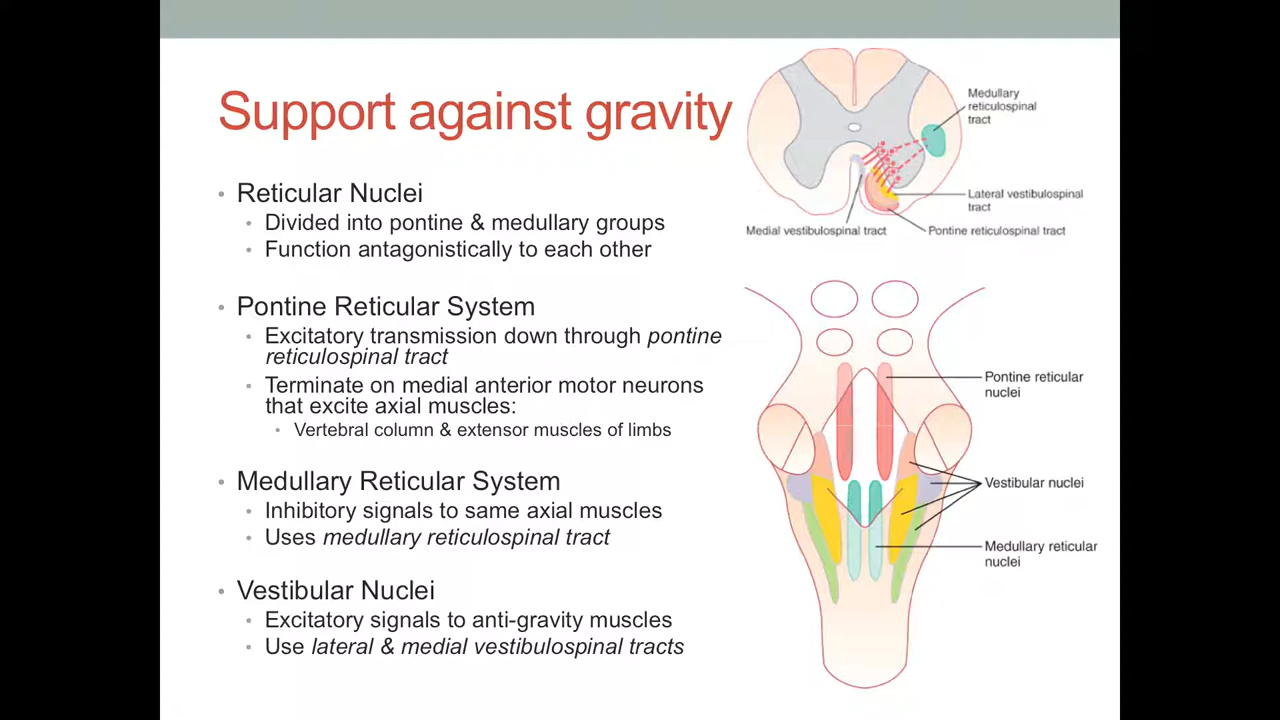 Support against gravity
• Reticular Nuclei
• Divided into pontine & medullary groups
• Function antagonistically to each other
• Pontine Reticular System
• Excitatory transmission down through pontine
reticulospinal tract
• Terminate on medial anterior motor neurons
that excite axial muscles:
• Vertebral column & extensor muscles of limbs
• Medullary Reticular System
• Inhibitory signals to same axial muscles
• Uses medullary reticulospinal tract
• Vestibular Nuclei
• Excitatory signals to anti-gravity muscles
• Use lateral & medial vestibulospinal tracts
Medullary
reticulospinal
tract
Lateral vestibulospinal
tract
Medial vestibulospinal tract
Pontine reticulospinal tract
Pontine reticular
nuclei
Vestibular nuclei
Medullary reticular
nuclei